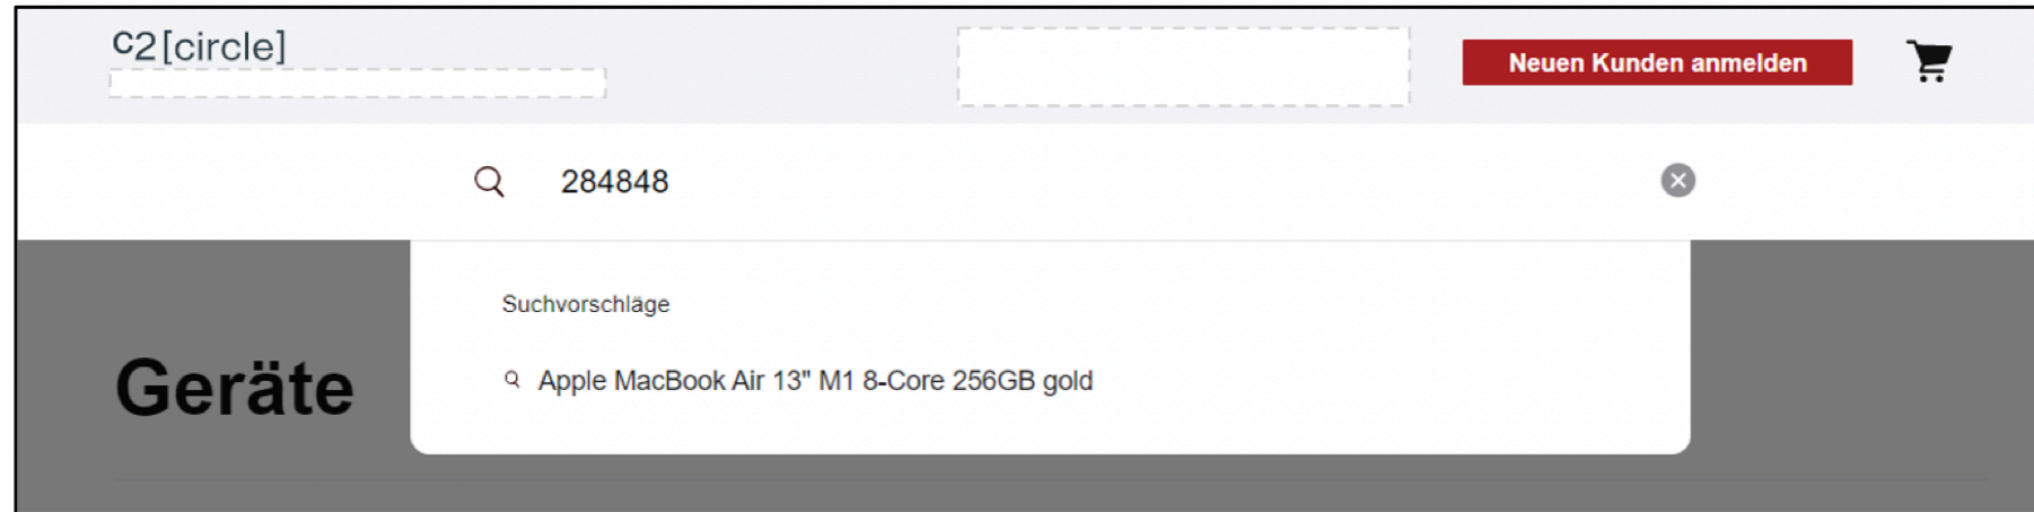 c2[circle]
Neuen Kunden anmelden
284848
Suchvorschläge
Apple MacBook Air 13" M1 8-Core 256GB gold
Geräte